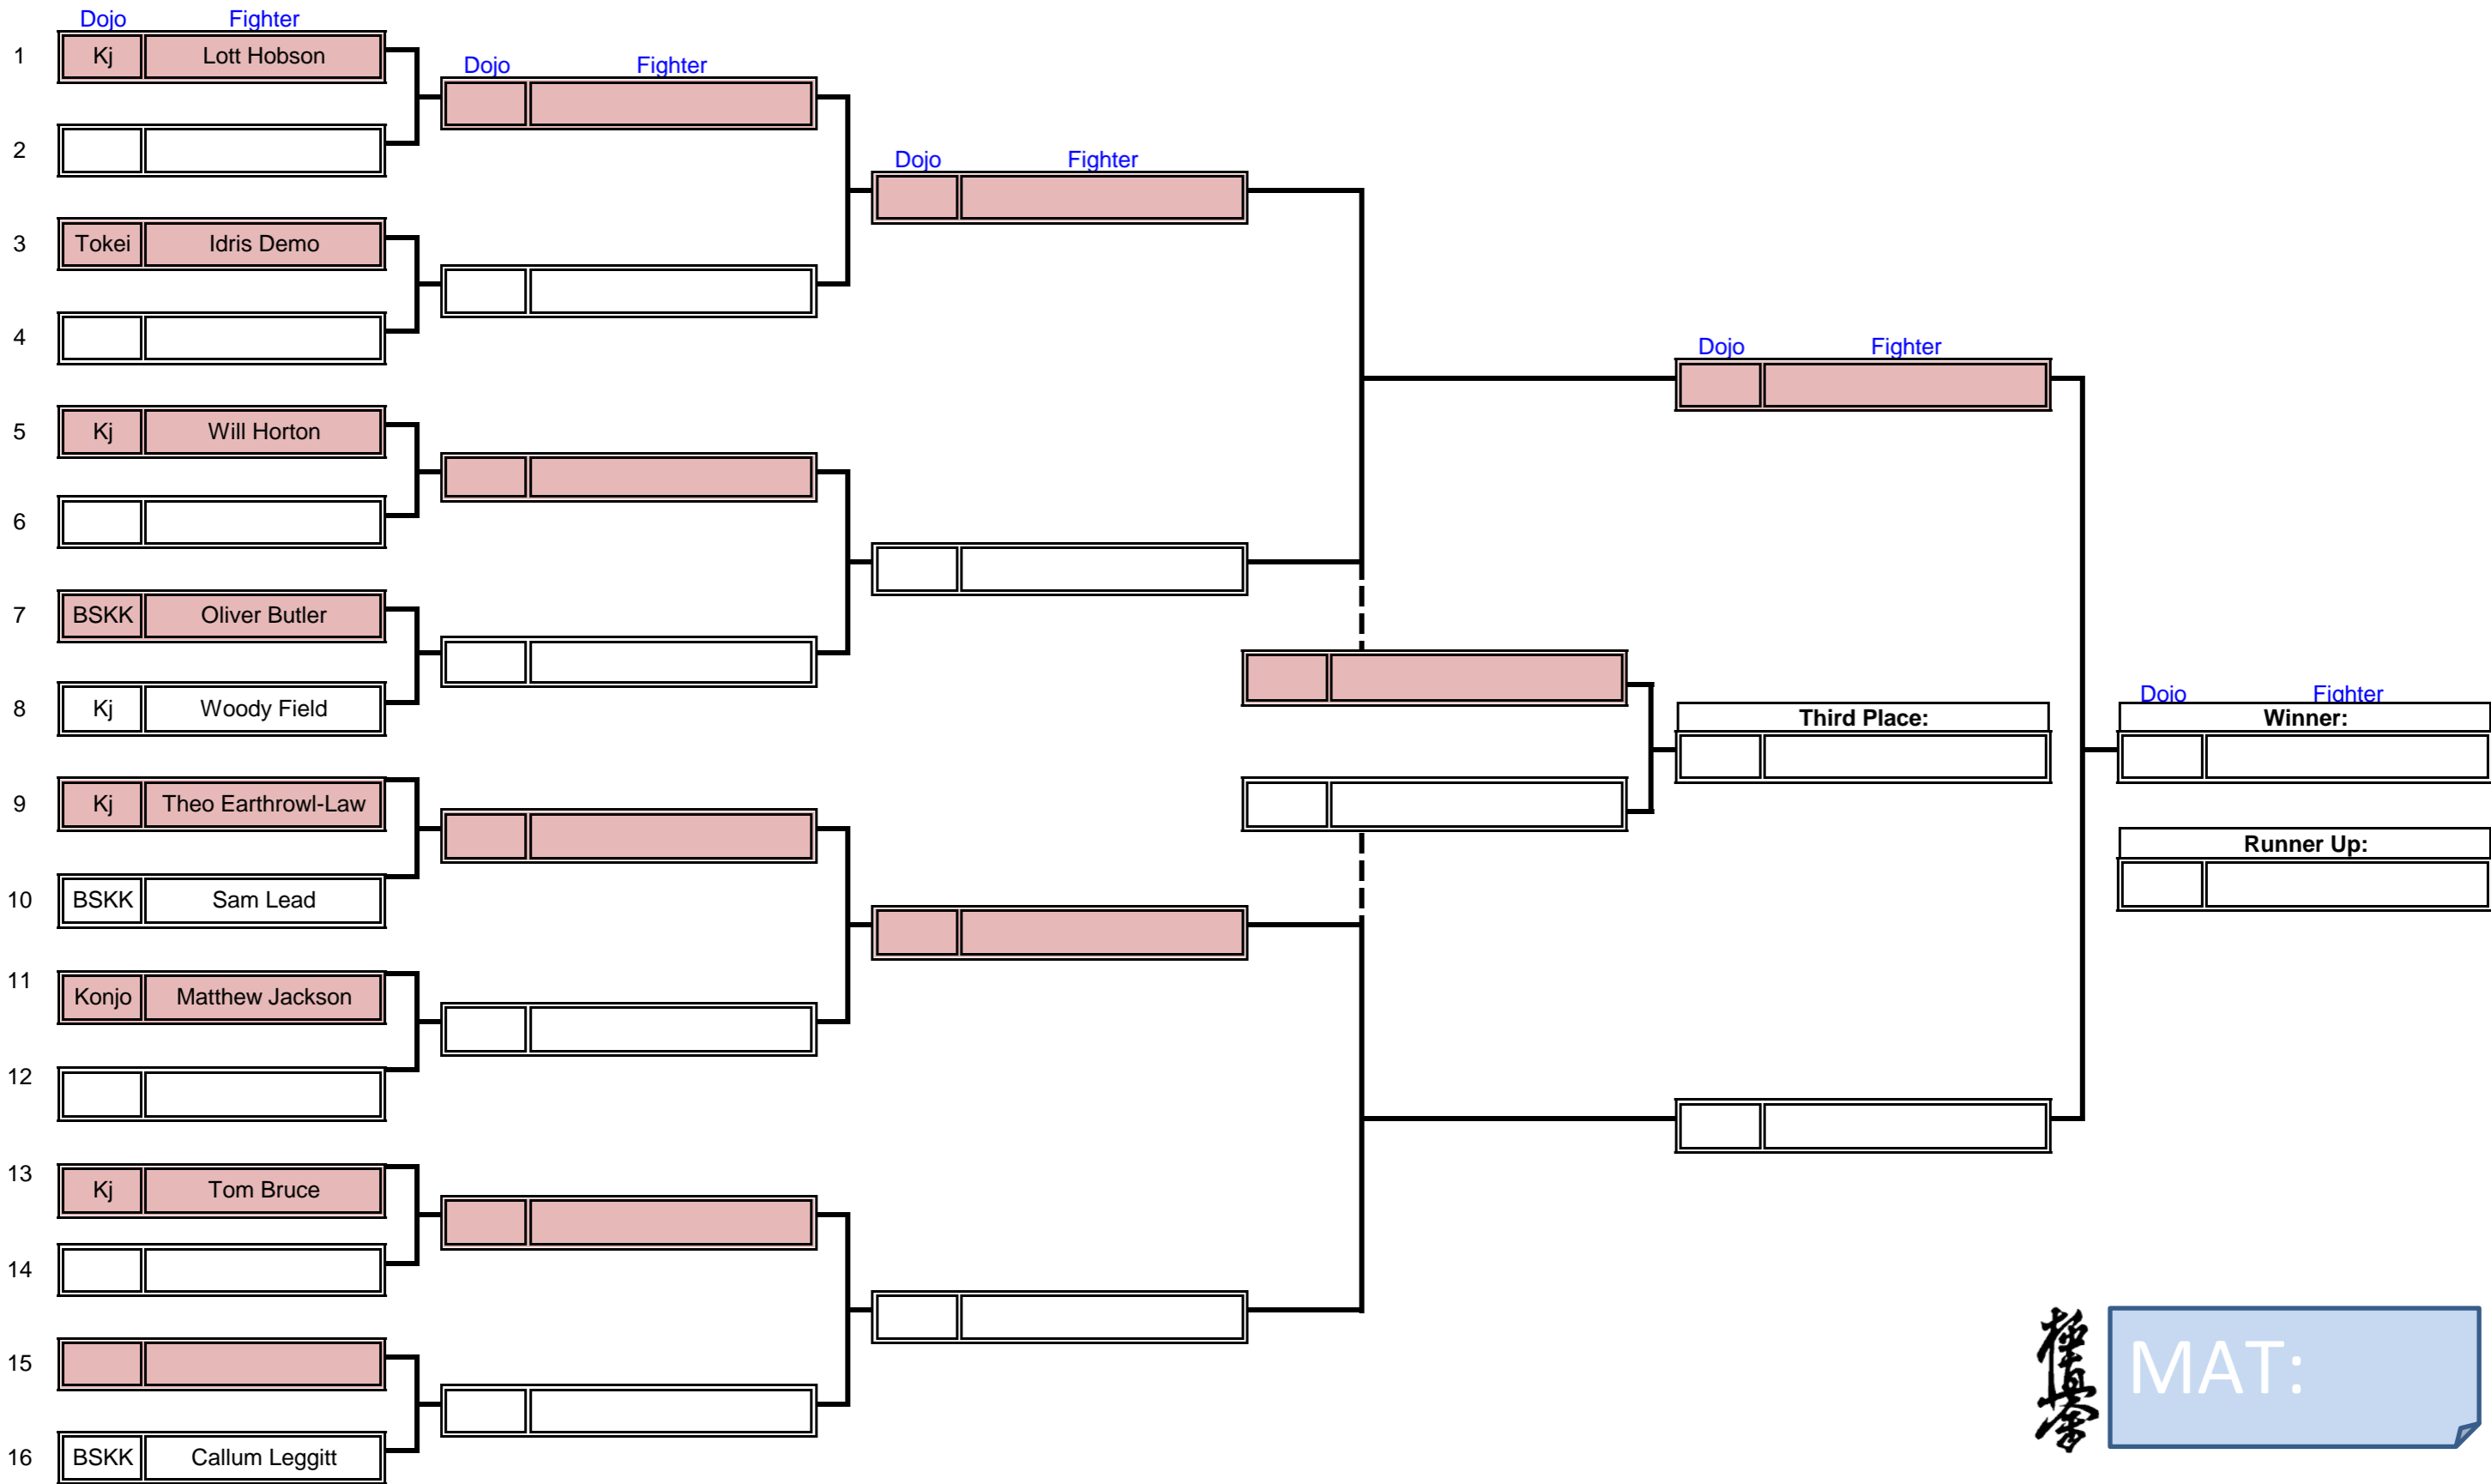 Dojo Fighter
1 Kj Lott Hobson
2
3 Tokei Idris Demo
4
5 Kj Will Horton
6
7 BSKK Oliver Butler
8 Kj Woody Field
9 Kj Theo Earthrowl-Law
10 BSKK Sam Lead
11 Konjo Matthew Jackson
12
13 Kj Tom Bruce
14
15
16 BSKK Callum Leggitt
Dojo Fighter
Dojo Fighter
Dojo Fighter
Third Place:
Dojo Fighter
Winner:
Runner Up:
極真会
MAT: